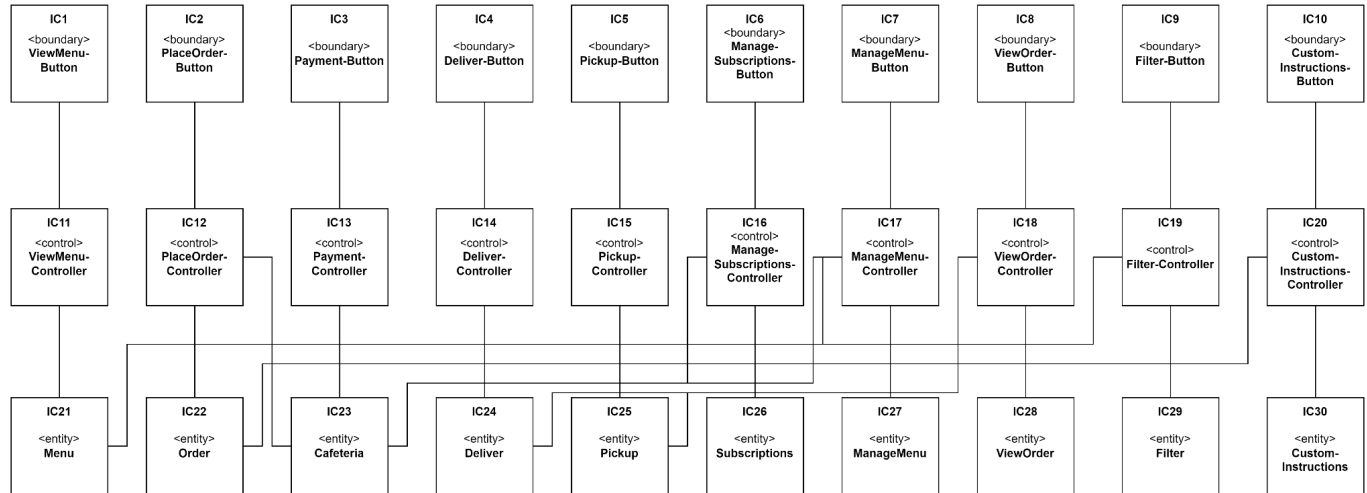 IC1
<boundary>
ViewMenu-
Button
IC2
<boundary>
PlaceOrder-
Button
IC3
<boundary>
Payment-Button
IC4
<boundary>
Deliver-Button
IC5
<boundary>
Pickup-Button
IC6
<boundary>
Manage-
Subscriptions-
Button
IC7
<boundary>
ManageMenu-
Button
IC8
<boundary>
ViewOrder-
Button
IC9
<boundary>
Filter-Button
IC10
<boundary>
Custom-
Instructions-
Button
IC11
<control>
ViewMenu-
Controller
IC12
<control>
PlaceOrder-
Controller
IC13
<control>
Payment-
Controller
IC14
<control>
Deliver-
Controller
IC15
<control>
Pickup-
Controller
IC16
<control>
Manage-
Subscriptions-
Controller
IC17
<control>
ManageMenu-
Controller
IC18
<control>
ViewOrder-
Controller
IC19
<control>
Filter-Controller
IC20
<control>
Custom-
Instructions-
Controller
IC21
<entity>
Menu
IC22
<entity>
Order
IC23
<entity>
Cafeteria
IC24
<entity>
Deliver
IC25
<entity>
Pickup
IC26
<entity>
Subscriptions
IC27
<entity>
ManageMenu
IC28
<entity>
ViewOrder
IC29
<entity>
Filter
IC30
<entity>
Custom-
Instructions